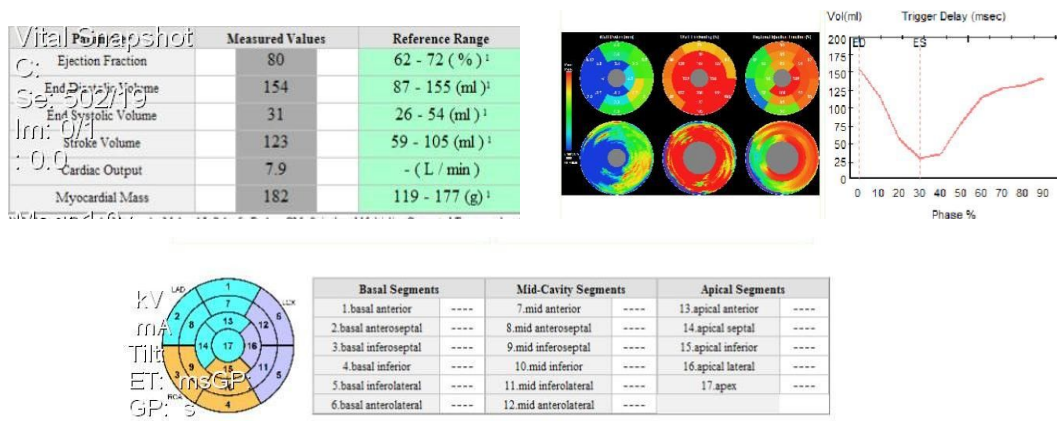 Vital Snapshot
C:
Se: 502/19
Im: 0/1
: 0.0
Measured Values Reference Range
Ejection Fraction 80 62 - 72 ( % ) ¹
End Diastolic Volume 154 87 - 155 (ml )¹
End Systolic Volume 31 26 - 54 (ml ) ¹
Stroke Volume 123 59 - 105 (ml ) ¹
Cardiac Output 7.9 - ( L / min )
Myocardial Mass 182 119 - 177 (g) ¹
Vol(ml) Trigger Delay (msec)
ED ES
200
175
150
125
100
75
50
25
0
0 10 20 30 40 50 60 70 80 90
Phase %
kV
mA
Tilt
ET: msGP:
GP: s
LAD
LCX
RCA
1
7
13
2 8 12 6
14 17 16
3 9 15 11 5
4
Basal Segments Mid-Cavity Segments Apical Segments
1.basal anterior ---- 7.mid anterior ---- 13.apical anterior ----
2.basal anteroseptal ---- 8.mid anteroseptal ---- 14.apical septal ----
3.basal inferoseptal ---- 9.mid inferoseptal ---- 15.apical inferior ----
4.basal inferior ---- 10.mid inferior ---- 16.apical lateral ----
5.basal inferolateral ---- 11.mid inferolateral ---- 17.apex ----
6.basal anterolateral ---- 12.mid anterolateral ----